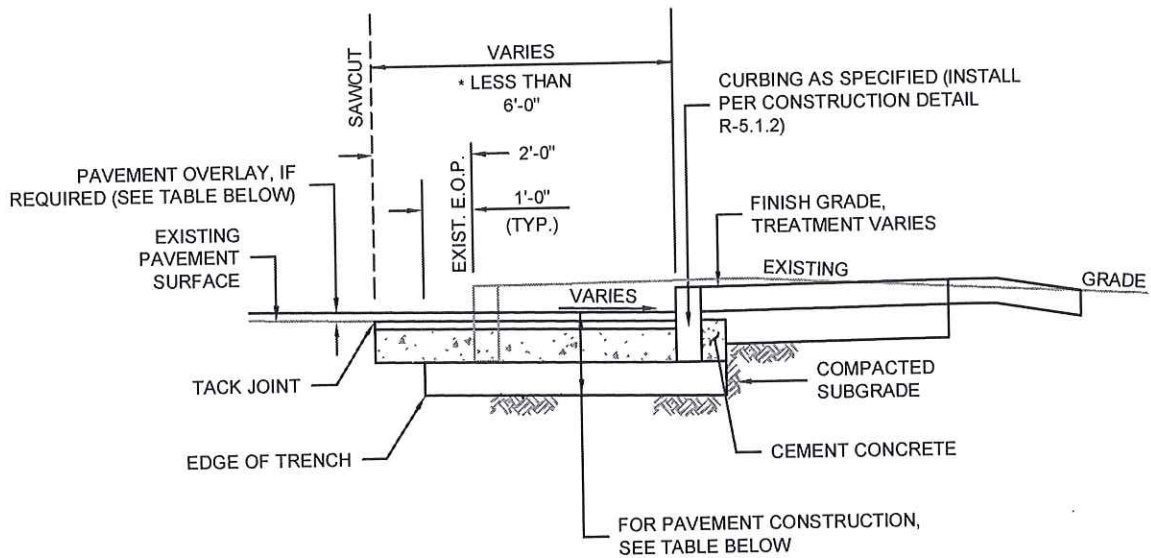 SAWCUT
VARIES
* LESS THAN
6'-0"
CURBING AS SPECIFIED (INSTALL
PER CONSTRUCTION DETAIL
R-5.1.2)
EXIST. E.O.P.
2'-0"
1'-0"
(TYP.)
PAVEMENT OVERLAY, IF
REQUIRED (SEE TABLE BELOW)
EXISTING
PAVEMENT
SURFACE
FINISH GRADE,
TREATMENT VARIES
EXISTING
GRADE
VARIES
TACK JOINT
COMPACTED
SUBGRADE
EDGE OF TRENCH
CEMENT CONCRETE
FOR PAVEMENT CONSTRUCTION,
SEE TABLE BELOW